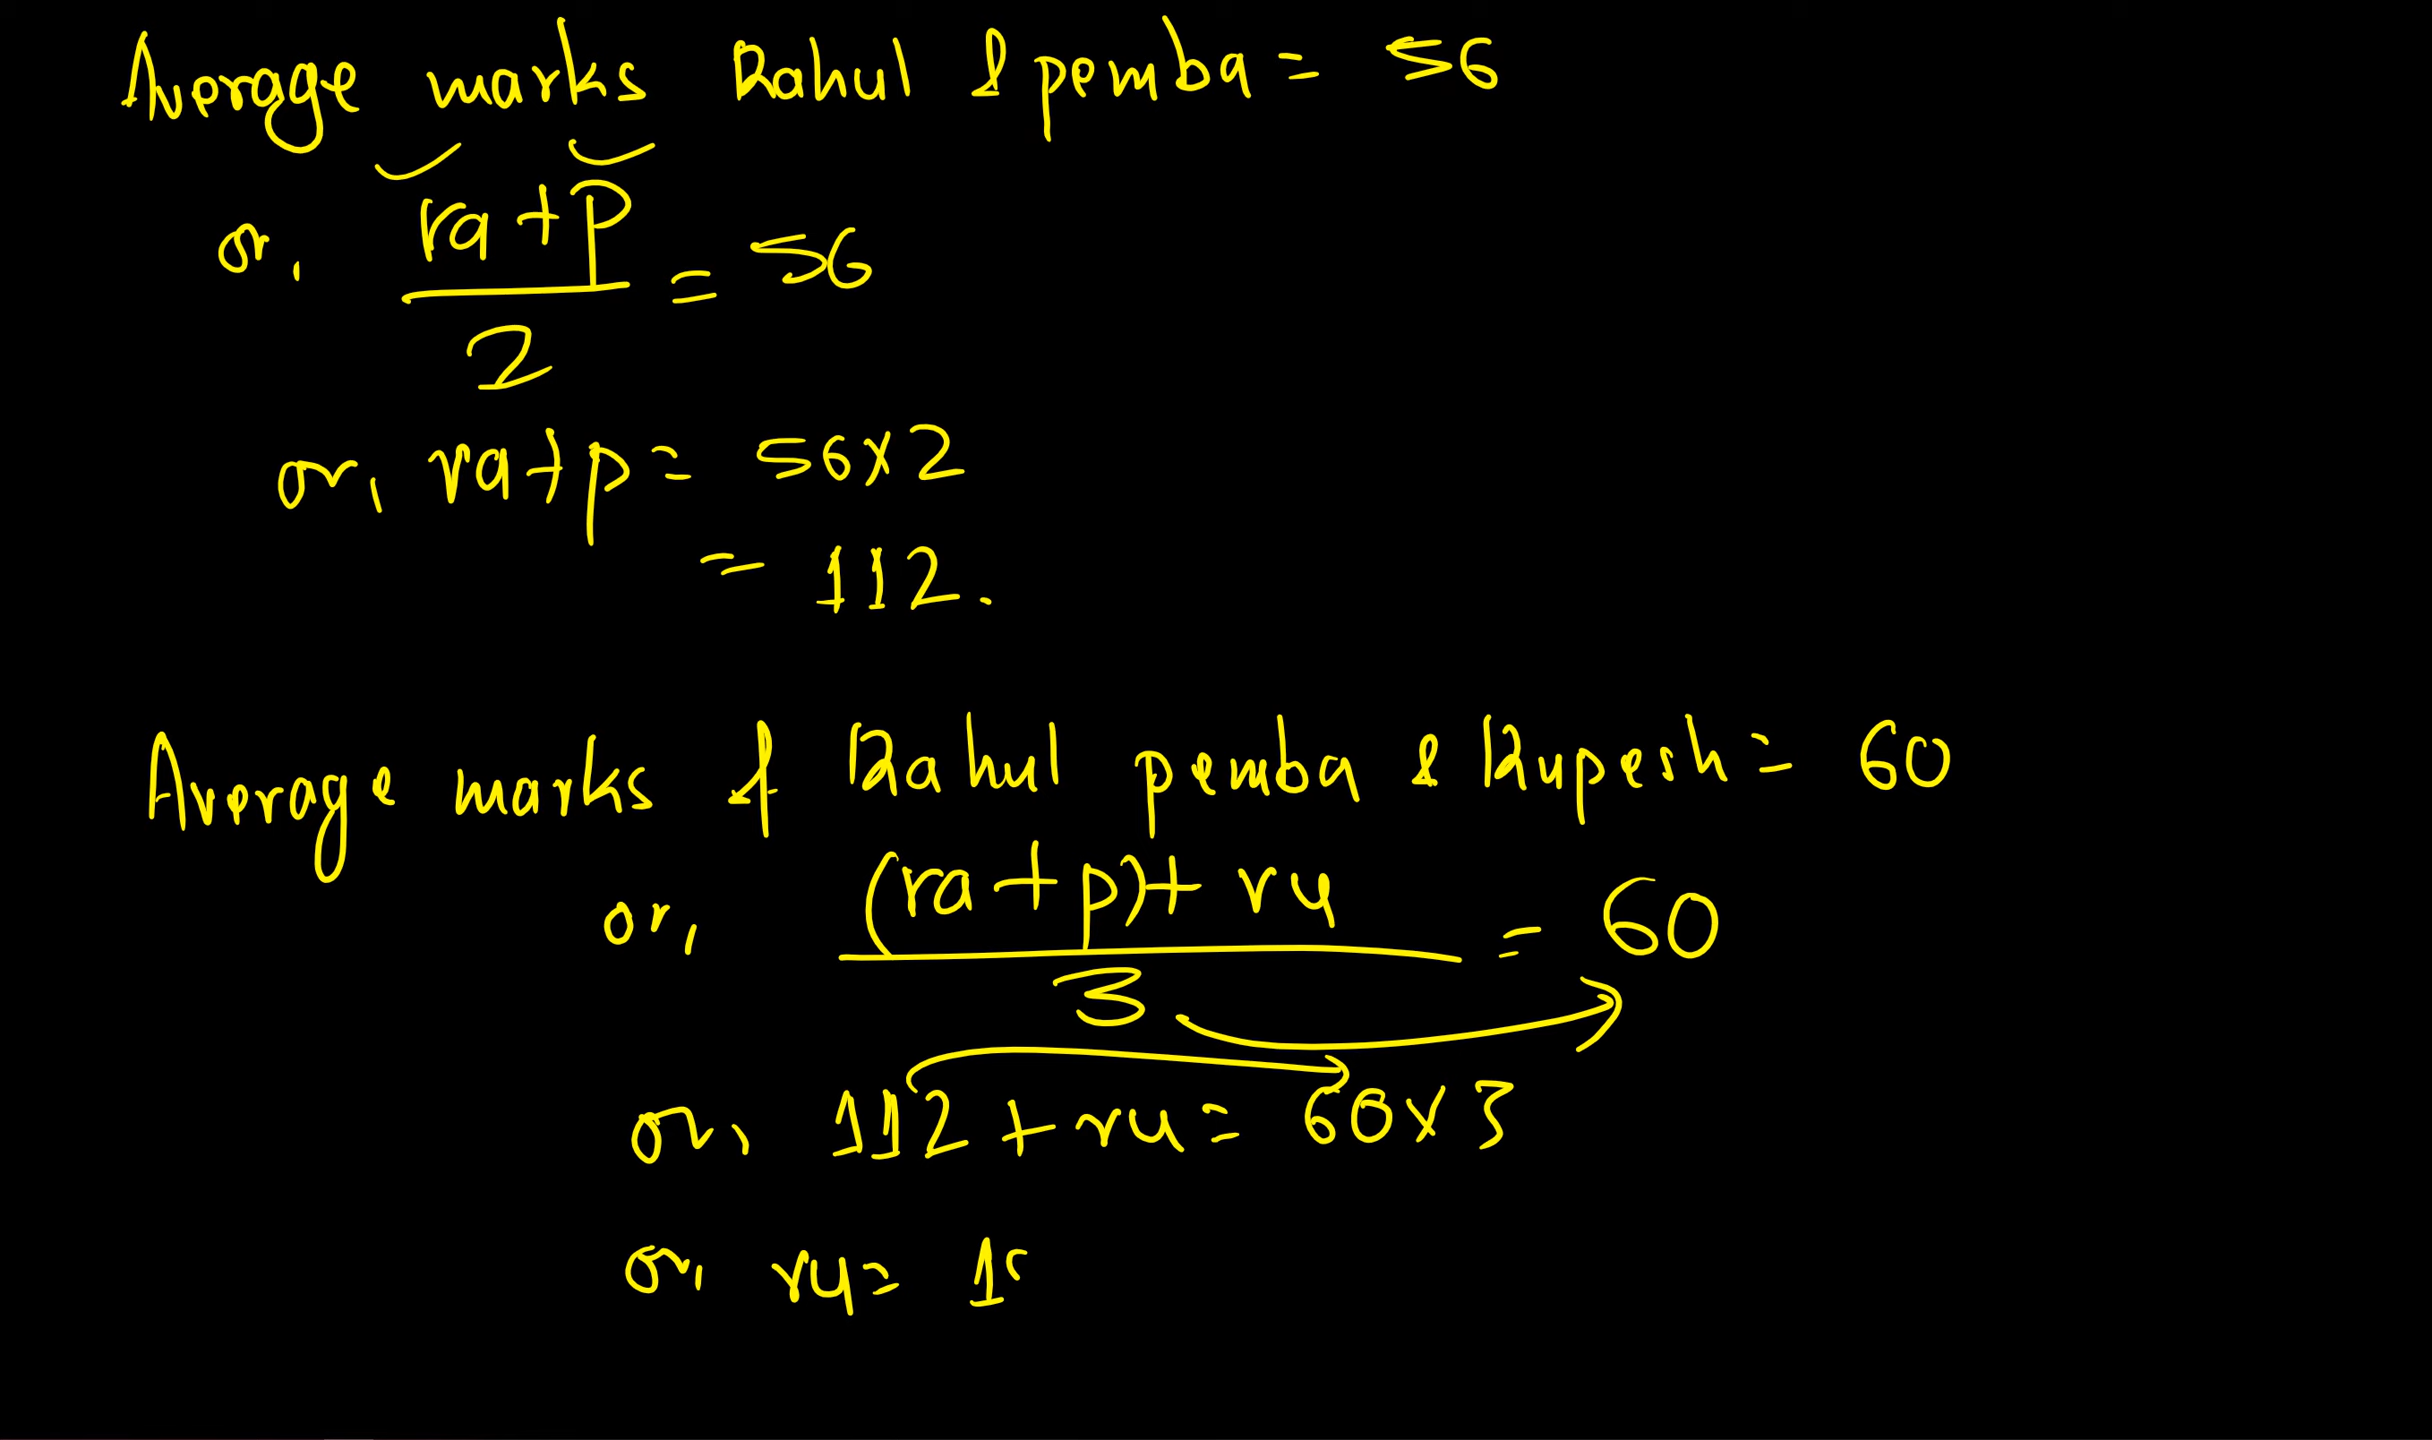 Average marks Rahul & pemba = 56
or, ra+p/2 = 56
or, ra+p = 56×2
= 112.
Average marks of Rahul pemba & Rupesh = 60
or, (ra+p)+ru/3 = 60
or, 112+ru = 60×3
or, ru = 1